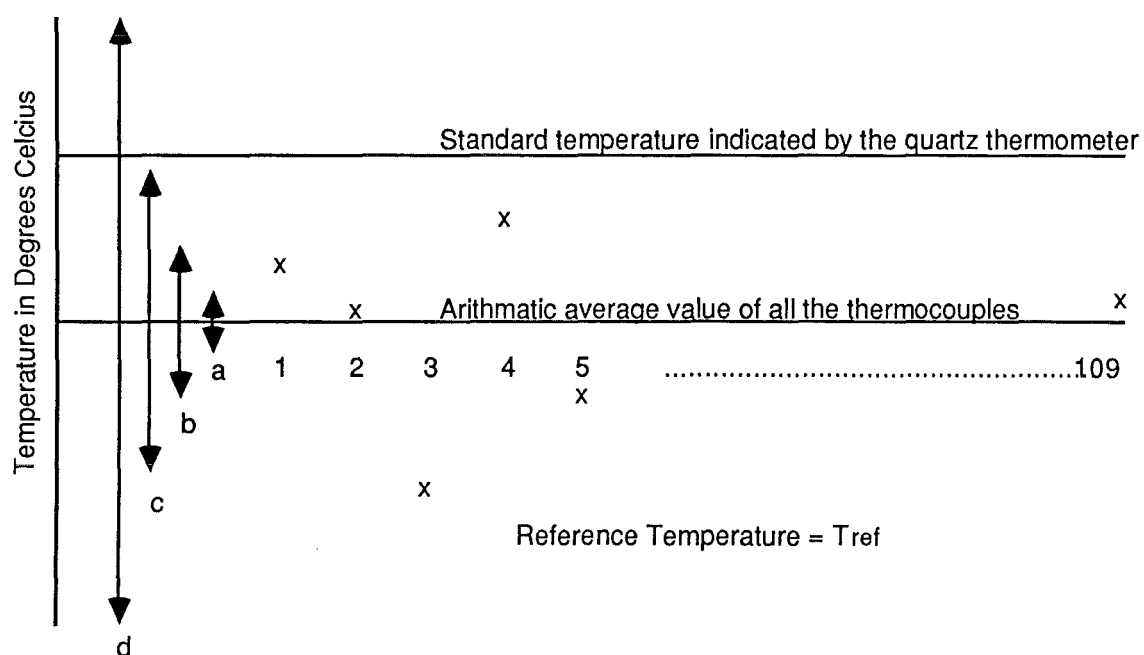 Temperature in Degrees Celcius
Standard temperature indicated by the quartz thermometer
x
x
x
Arithmatic average value of all the thermocouples
x
a 1 2 3 4 5 ..................................................109
x
b
x
c
Reference Temperature = Tref
d